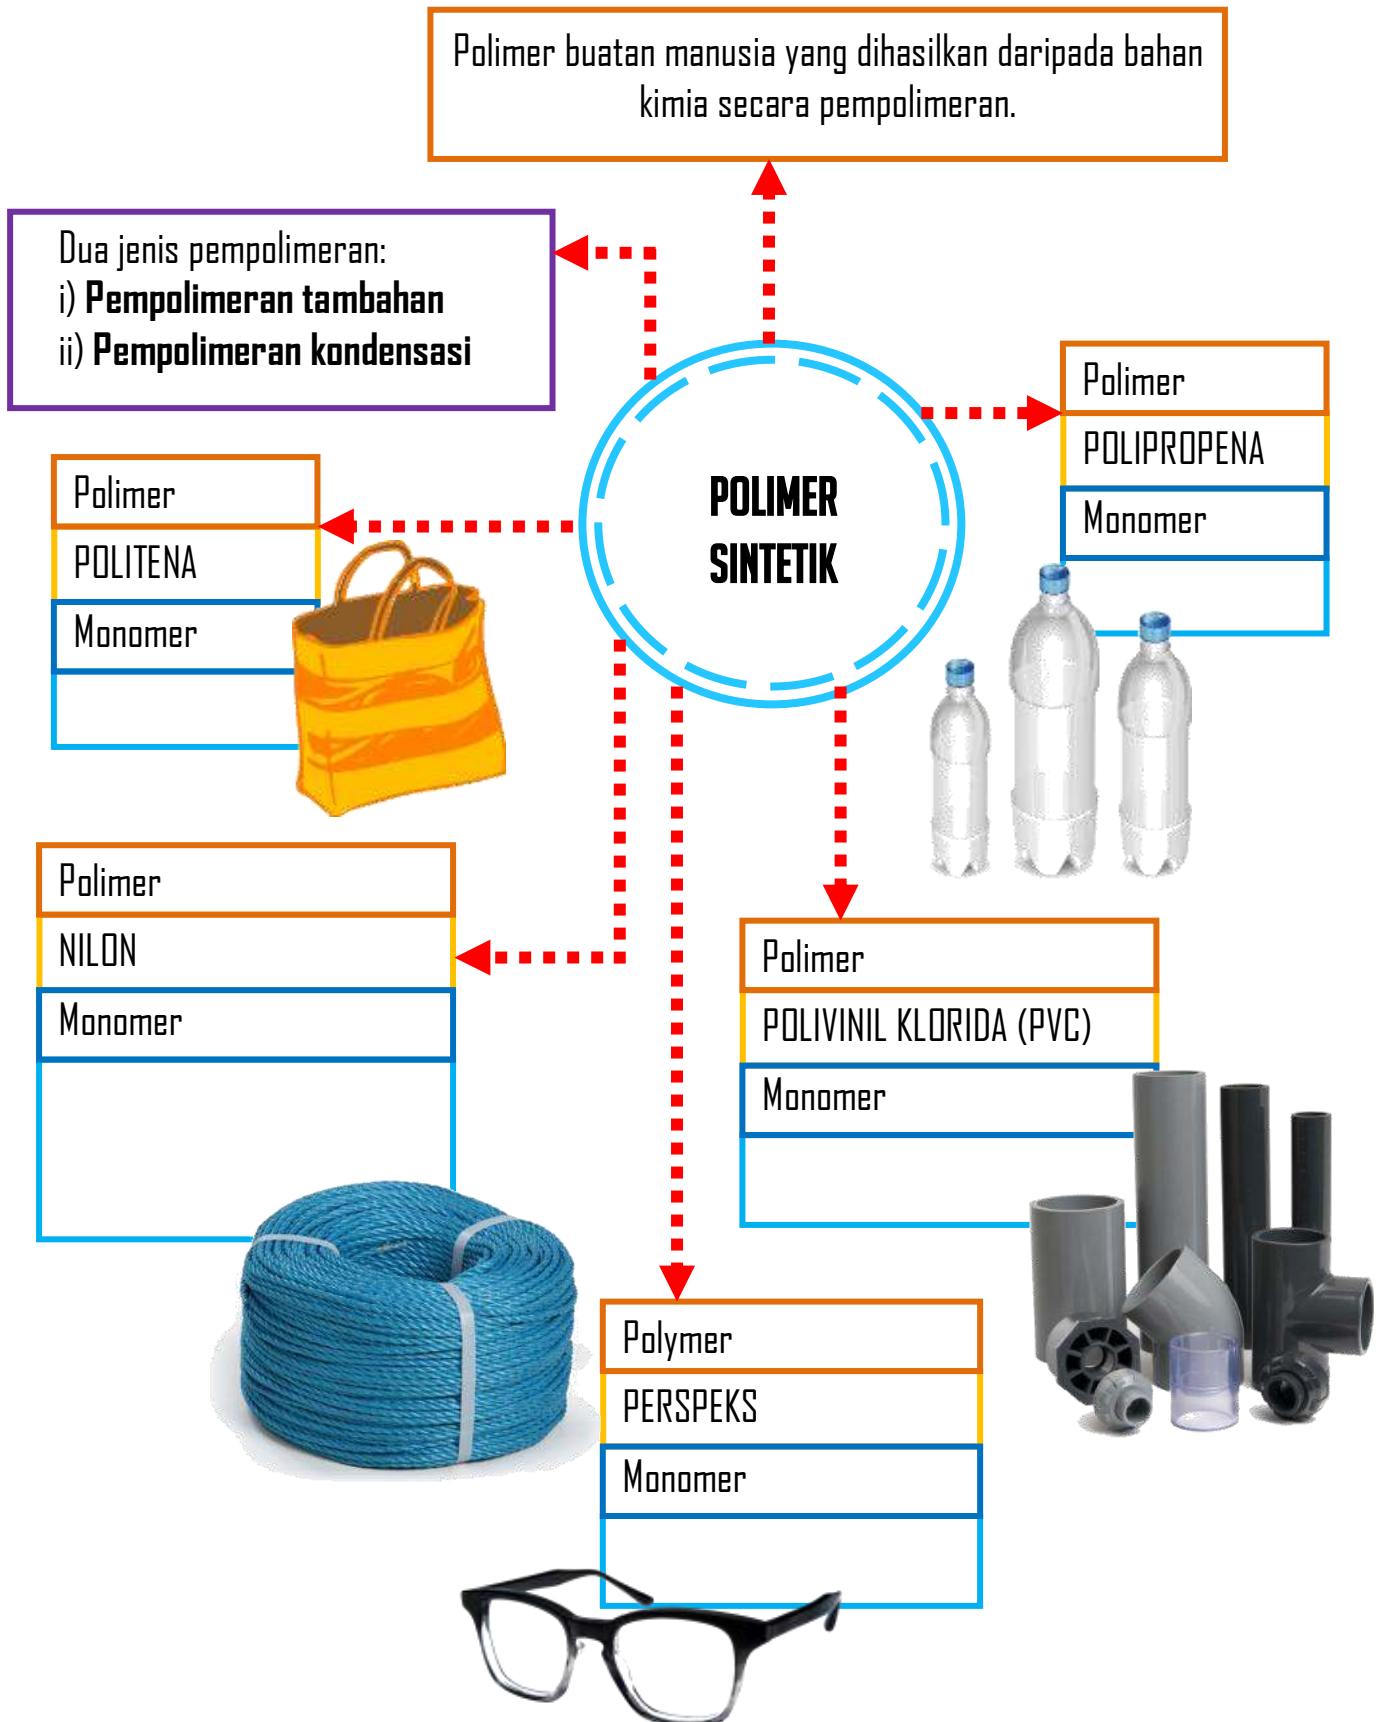 Polimer buatan manusia yang dihasilkan daripada bahan
kimia secara pempolimeran.
Dua jenis pempolimeran:
i) Pempolimeran tambahan
ii) Pempolimeran kondensasi
POLIMER
SINTETIK
Polimer
POLIPROPENA
Monomer
Polimer
POLITENA
Monomer
Polimer
NILON
Monomer
Polimer
POLIVINIL KLORIDA (PVC)
Monomer
Polymer
PERSPEKS
Monomer